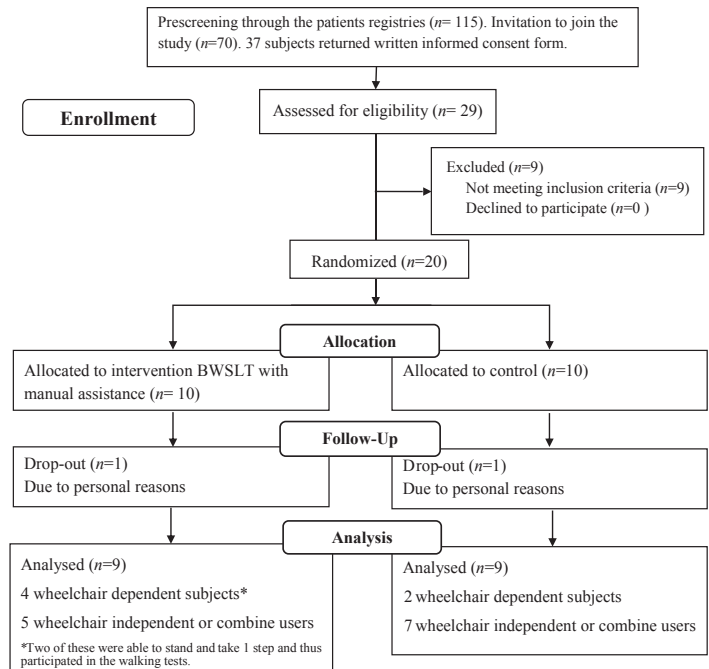 Prescreening through the patients registries (n= 115). Invitation to join the
study (n=70). 37 subjects returned written informed consent form.
Enrollment
Assessed for eligibility (n= 29)
Excluded (n=9)
Not meeting inclusion criteria (n=9)
Declined to participate (n=0 )
Randomized (n=20)
Allocation
Allocated to intervention BWSLT with
manual assistance (n= 10)
Allocated to control (n=10)
Follow-Up
Drop-out (n=1)
Due to personal reasons
Drop-out (n=1)
Due to personal reasons
Analysis
Analysed (n=9)
4 wheelchair dependent subjects*
5 wheelchair independent or combine users
*Two of these were able to stand and take 1 step and thus
participated in the walking tests.
Analysed (n=9)
2 wheelchair dependent subjects
7 wheelchair independent or combine users